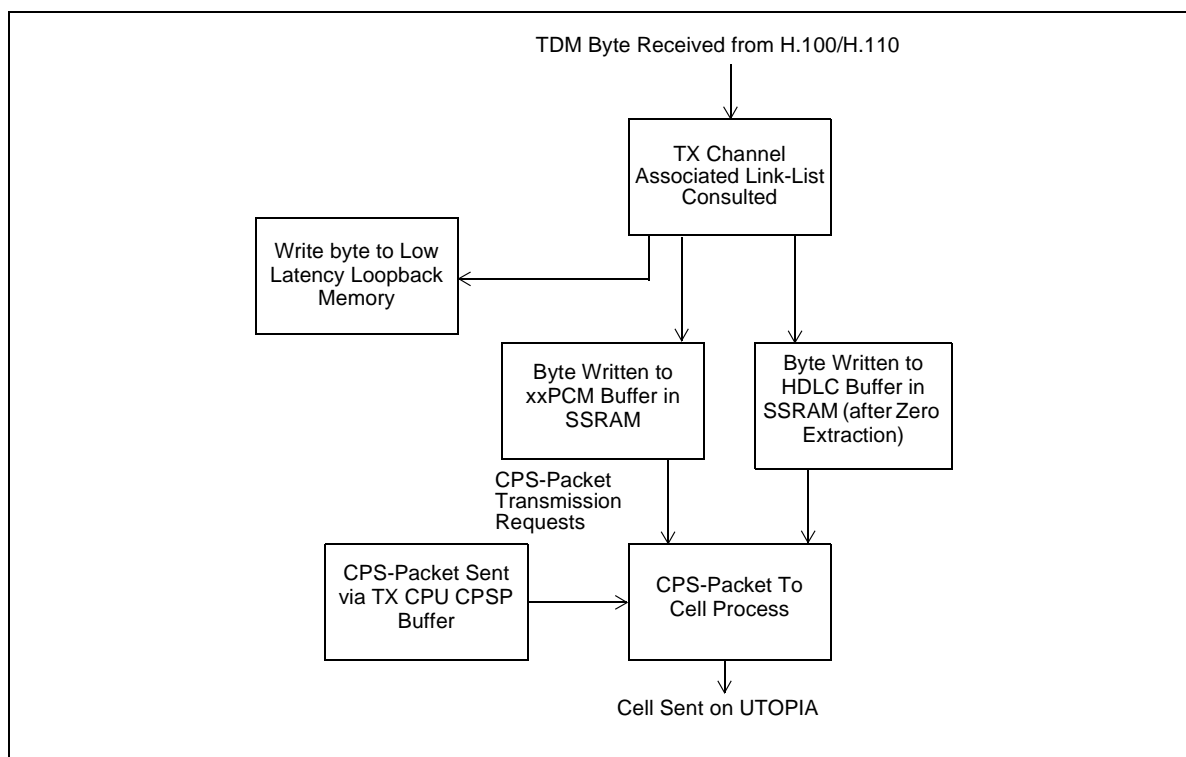 TDM Byte Received from H.100/H.110
TX Channel
Associated Link-List
Consulted
Write byte to Low
Latency Loopback
Memory
Byte Written to
xxPCM Buffer in
SSRAM
Byte Written to
HDLC Buffer in
SSRAM (after Zero
Extraction)
CPS-Packet
Transmission
Requests
CPS-Packet Sent
via TX CPU CPSP
Buffer
CPS-Packet To
Cell Process
Cell Sent on UTOPIA